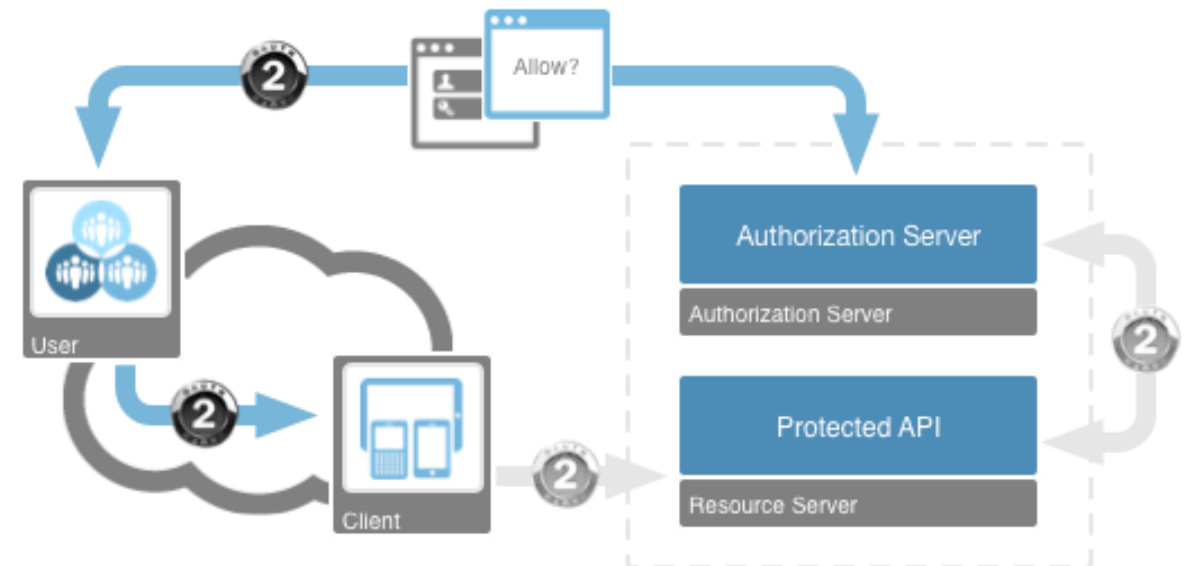 2
Allow?
Authorization Server
Authorization Server
User
2
2
Protected API
Client
2
Resource Server